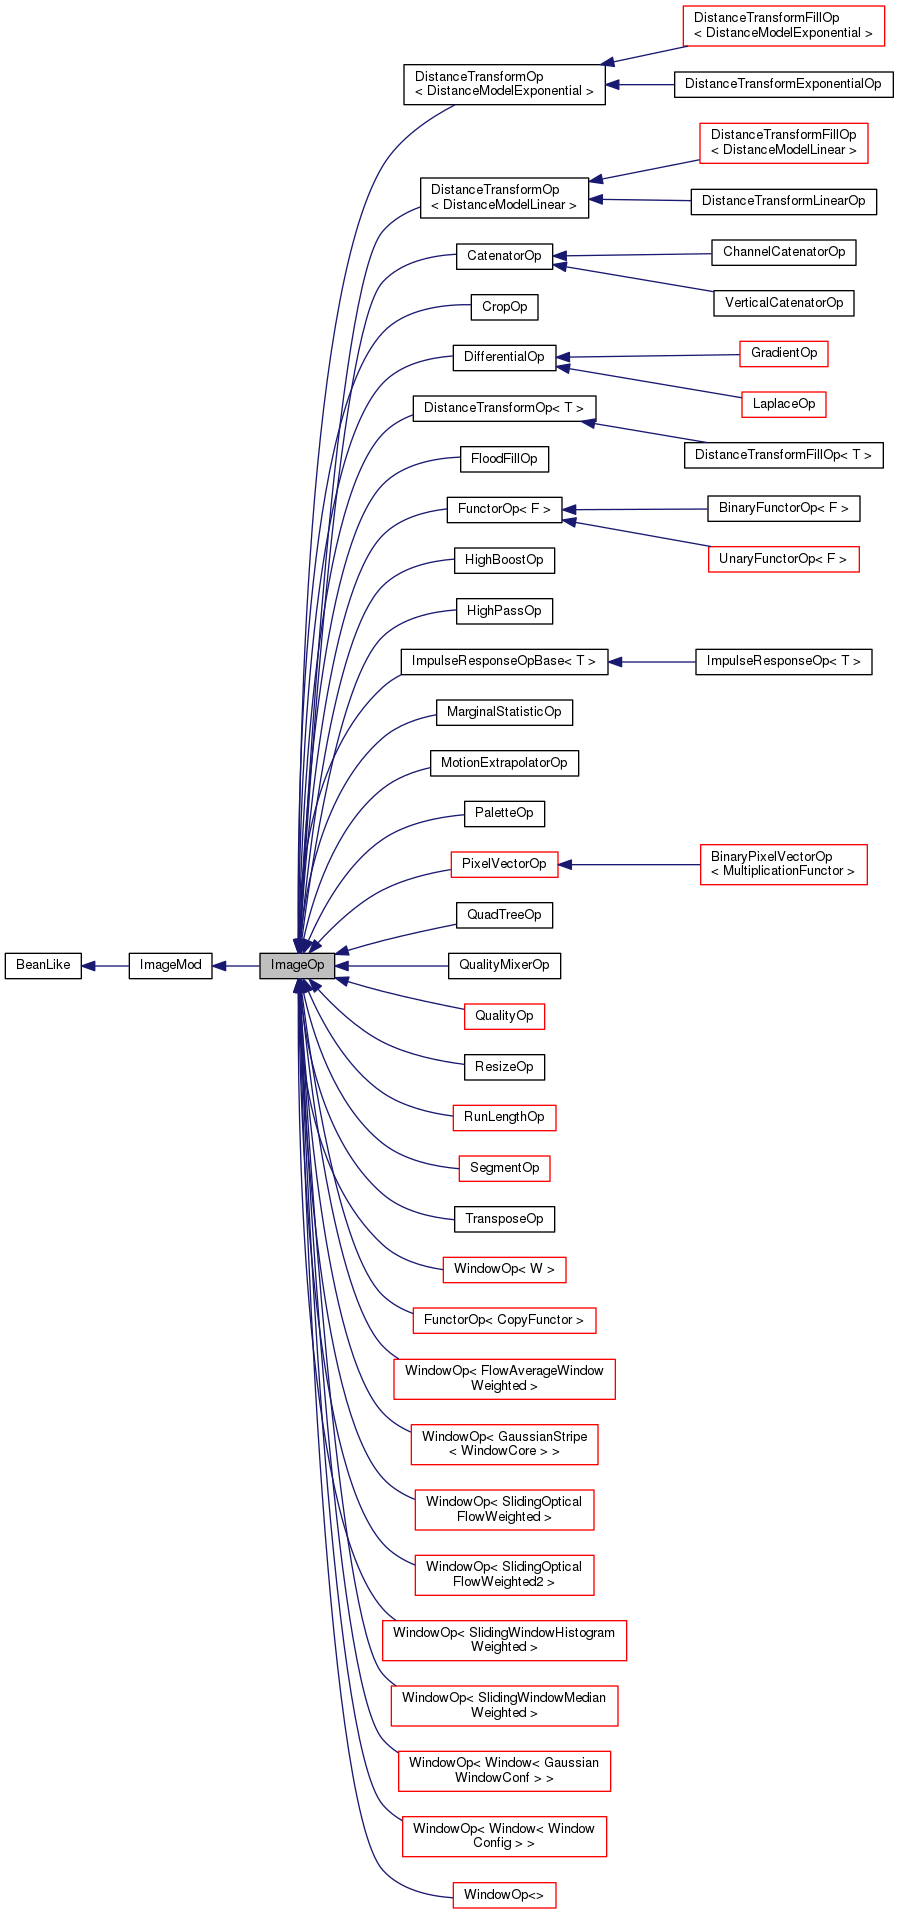 DistanceTransformFillOp
< DistanceModelExponential >
DistanceTransformOp
< DistanceModelExponential >
DistanceTransformExponentialOp
DistanceTransformFillOp
< DistanceModelLinear >
DistanceTransformOp
< DistanceModelLinear >
DistanceTransformLinearOp
CatenatorOp
ChannelCatenatorOp
VerticalCatenatorOp
CropOp
DifferentialOp
GradientOp
LaplaceOp
DistanceTransformOp< T >
DistanceTransformFillOp< T >
FloodFillOp
FunctorOp< F >
BinaryFunctorOp< F >
UnaryFunctorOp< F >
HighBoostOp
HighPassOp
ImpulseResponseOpBase< T >
ImpulseResponseOp< T >
MarginalStatisticOp
MotionExtrapolatorOp
PaletteOp
PixelVectorOp
BinaryPixelVectorOp
< MultiplicationFunctor >
QuadTreeOp
BeanLike
ImageMod
ImageOp
QualityMixerOp
QualityOp
ResizeOp
RunLengthOp
SegmentOp
TransposeOp
WindowOp< W >
FunctorOp< CopyFunctor >
WindowOp< FlowAverageWindow
Weighted >
WindowOp< GaussianStripe
< WindowCore > >
WindowOp< SlidingOptical
FlowWeighted >
WindowOp< SlidingOptical
FlowWeighted2 >
WindowOp< SlidingWindowHistogram
Weighted >
WindowOp< SlidingWindowMedian
Weighted >
WindowOp< Window< Gaussian
WindowConf > >
WindowOp< Window< Window
Config > >
WindowOp<>